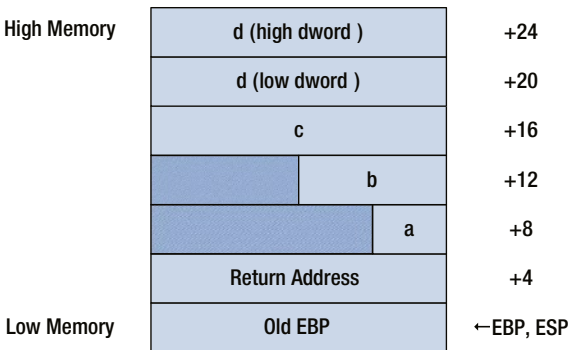 High Memory d (high dword ) +24
d (low dword ) +20
c +16
b +12
a +8
Return Address +4
Low Memory Old EBP ←EBP, ESP